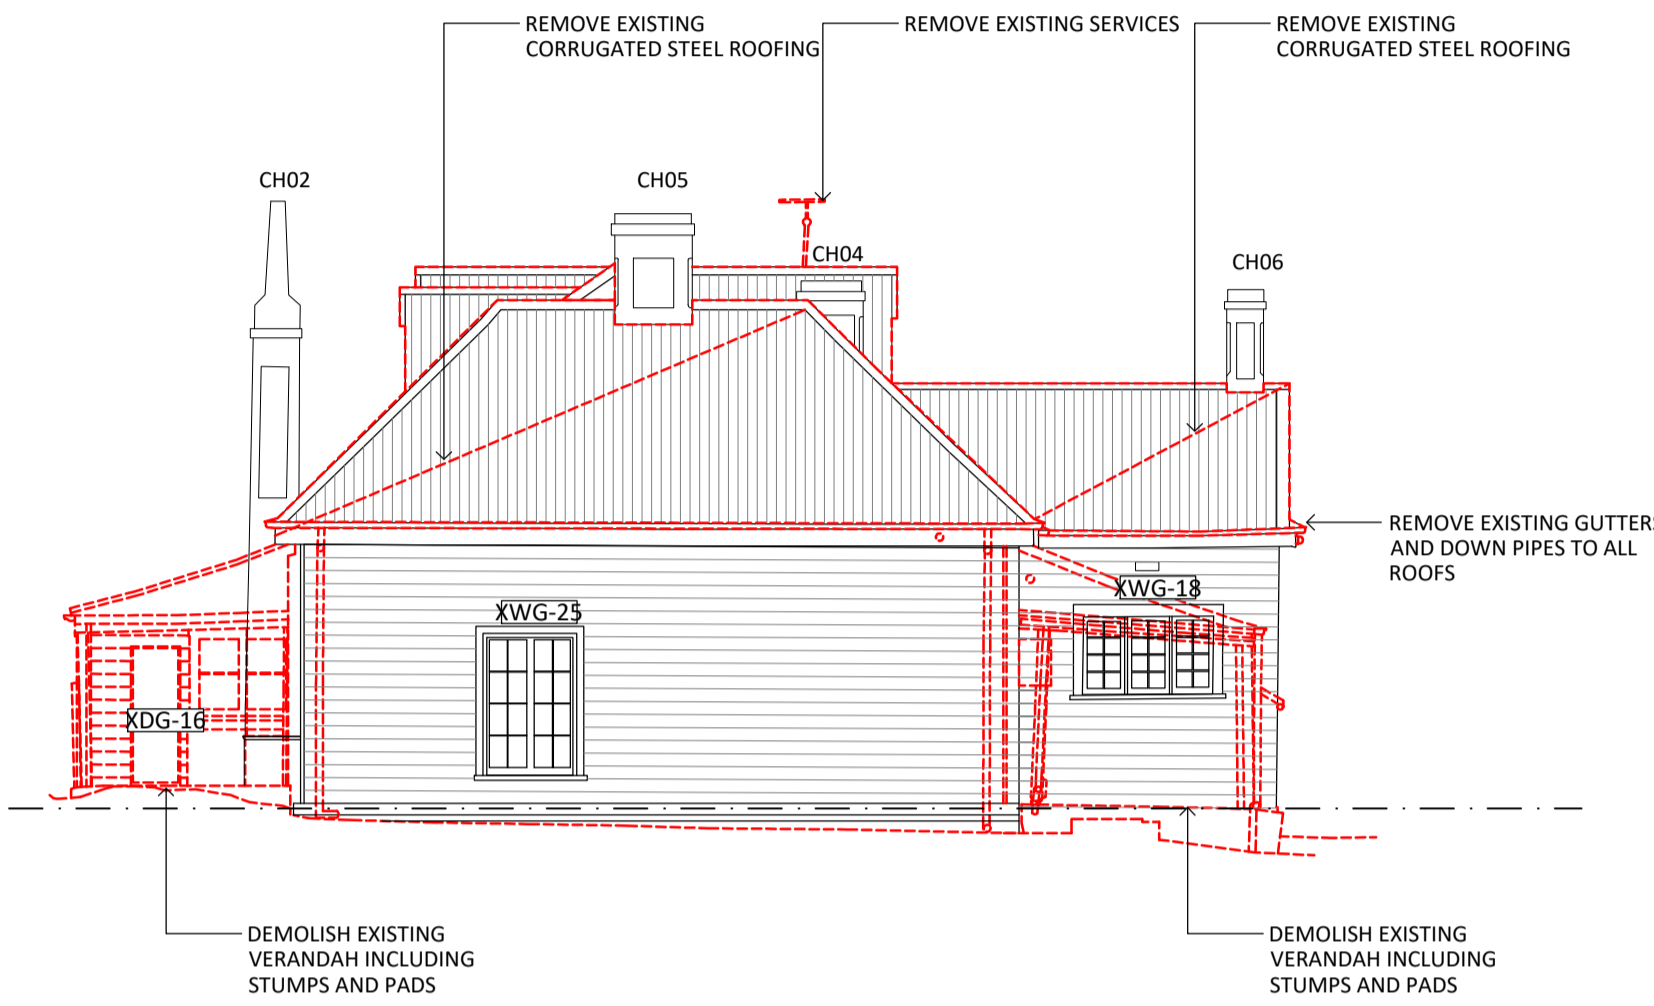 REMOVE EXISTING
CORRUGATED STEEL ROOFING
REMOVE EXISTING SERVICES
REMOVE EXISTING
CORRUGATED STEEL ROOFING
CH02
CH05
CH04
CH06
REMOVE EXISTING GUTTERS
AND DOWN PIPES TO ALL
ROOFS
XWG-25
XWG-18
XDG-16
DEMOLISH EXISTING
VERANDAH INCLUDING
STUMPS AND PADS
DEMOLISH EXISTING
VERANDAH INCLUDING
STUMPS AND PADS